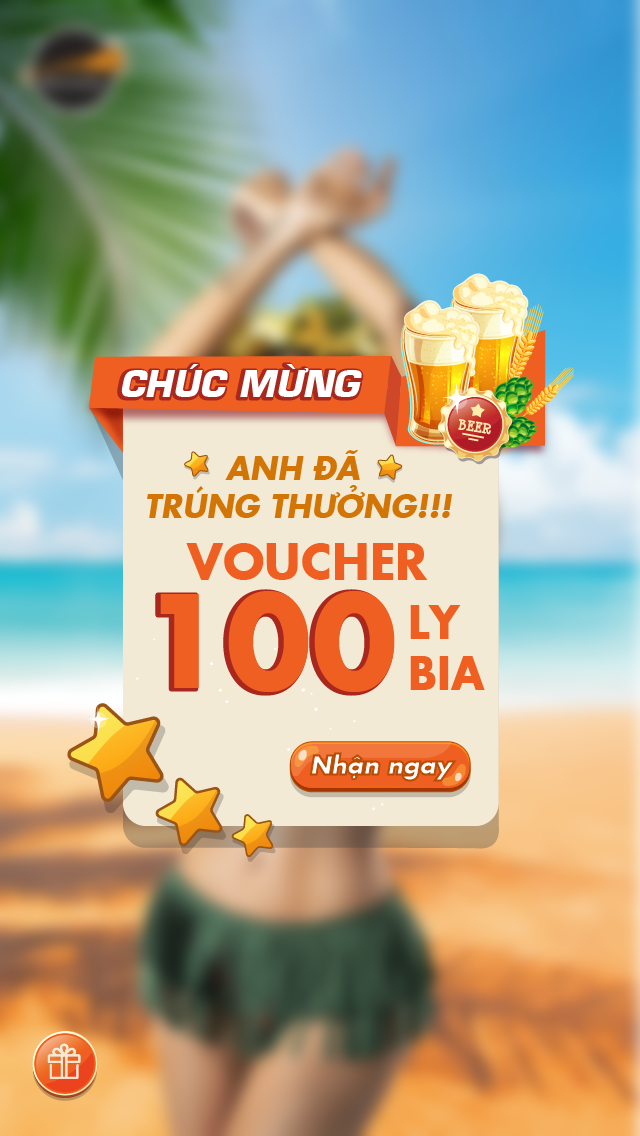 CHÚC MỪNG
BEER
ANH ĐÃ
TRÚNG THƯỞNG!!!
VOUCHER
100 LY
BIA
Nhận ngay